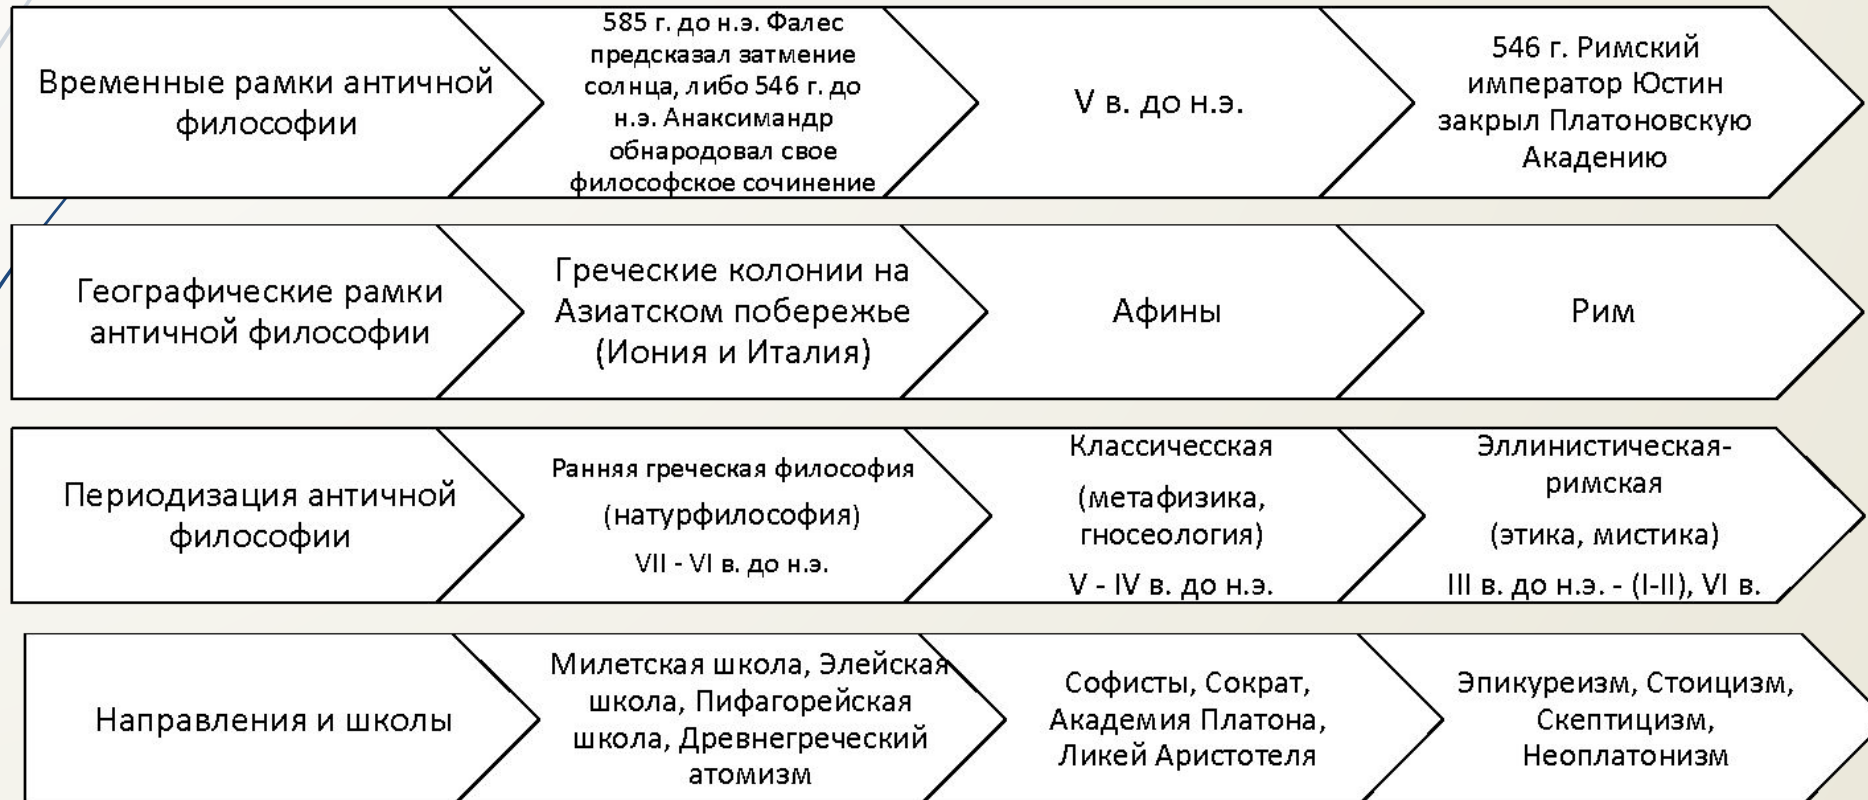 Временные рамки античной
философии
585 г. до н.э. Фалес
предсказал затмение
солнца, либо 546 г. до
н.э. Анаксимандр
обнародовал свое
философское сочинение
V в. до н.э.
546 г. Римский
император Юстин
закрыл Платоновскую
Акадению
Географические рамки
античной философии
Греческие колонии на
Азиатском побережье
(Иония и Италия)
Афины
Рим
Периодизация античной
философии
Ранняя греческая философия
(натурфилософия)
VII - VI в. до н.э.
Классичесская
(метафизика,
гносеология)
V - IV в. до н.э.
Эллинистическая-
римская
(этика, мистика)
III в. до н.э. - (I-II), VI в.
Направления и школы
Милетская школа, Элейская
школа, Пифагорейская
школа, Древнегреческий
атомизм
Софисты, Сократ,
Академия Платона,
Ликей Аристотеля
Эпикуреизм, Стоицизм,
Скептицизм,
Неоплатонизм